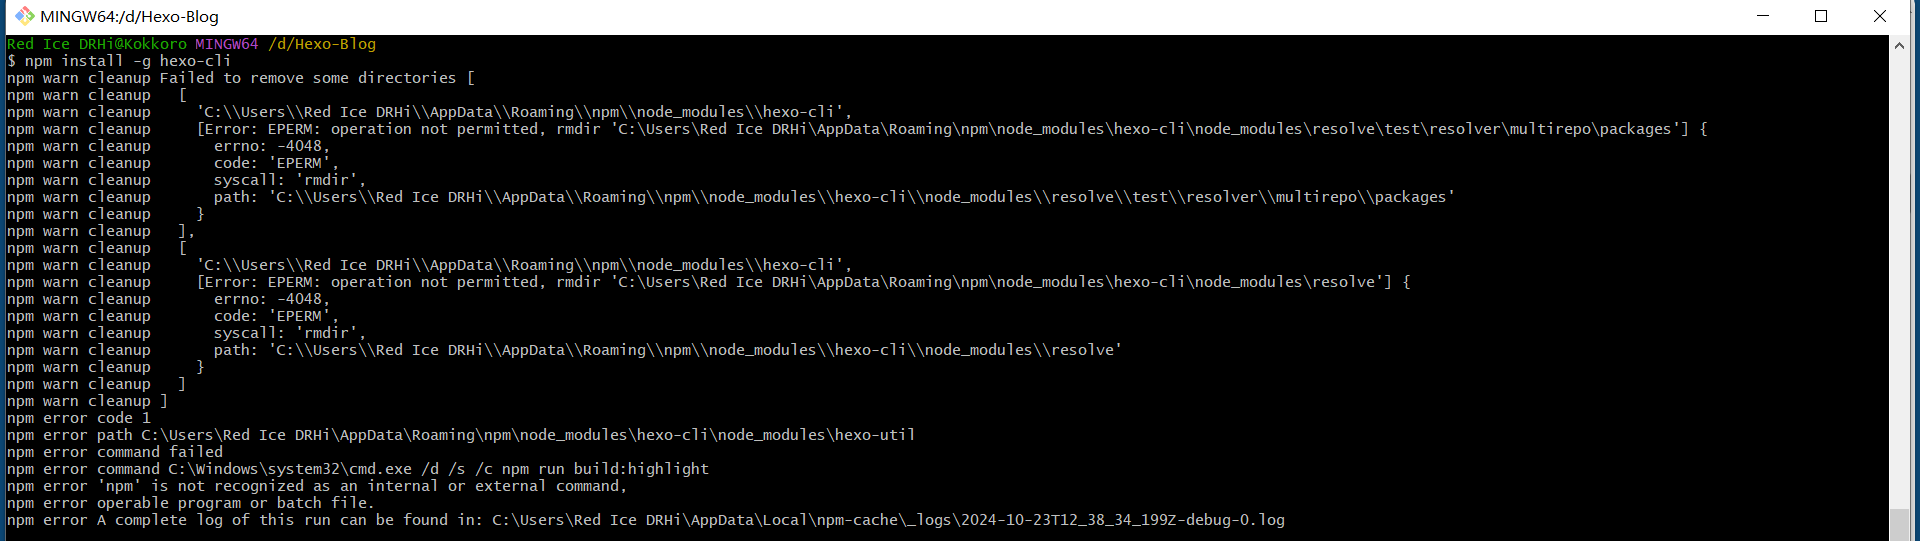 MINGW64:/d/Hexo-Blog
Red Ice DRHi@Kokkoro MINGW64 /d/Hexo-Blog
$ npm install -g hexo-cli
npm warn cleanup Failed to remove some directories [
npm warn cleanup   [
npm warn cleanup     'C:\\Users\\Red Ice DRHi\\AppData\\Roaming\\npm\\node_modules\\hexo-cli',
npm warn cleanup     [Error: EPERM: operation not permitted, rmdir 'C:\Users\Red Ice DRHi\AppData\Roaming\npm\node_modules\hexo-cli\node_modules\resolve\test\resolver\multirepo\packages'] {
npm warn cleanup       errno: -4048,
npm warn cleanup       code: 'EPERM',
npm warn cleanup       syscall: 'rmdir',
npm warn cleanup       path: 'C:\\Users\\Red Ice DRHi\\AppData\\Roaming\\npm\\node_modules\\hexo-cli\\node_modules\\resolve\\test\\resolver\\multirepo\\packages'
npm warn cleanup     }
npm warn cleanup   ],
npm warn cleanup   [
npm warn cleanup     'C:\\Users\\Red Ice DRHi\\AppData\\Roaming\\npm\\node_modules\\hexo-cli',
npm warn cleanup     [Error: EPERM: operation not permitted, rmdir 'C:\Users\Red Ice DRHi\AppData\Roaming\npm\node_modules\hexo-cli\node_modules\resolve'] {
npm warn cleanup       errno: -4048,
npm warn cleanup       code: 'EPERM',
npm warn cleanup       syscall: 'rmdir',
npm warn cleanup       path: 'C:\\Users\\Red Ice DRHi\\AppData\\Roaming\\npm\\node_modules\\hexo-cli\\node_modules\\resolve'
npm warn cleanup     }
npm warn cleanup   ]
npm warn cleanup ]
npm error code 1
npm error path C:\Users\Red Ice DRHi\AppData\Roaming\npm\node_modules\hexo-cli\node_modules\hexo-util
npm error command failed
npm error command C:\Windows\system32\cmd.exe /d /s /c npm run build:highlight
npm error 'npm' is not recognized as an internal or external command,
npm error operable program or batch file.
npm error A complete log of this run can be found in: C:\Users\Red Ice DRHi\AppData\Local\npm-cache\_logs\2024-10-23T12_38_34_199Z-debug-0.log